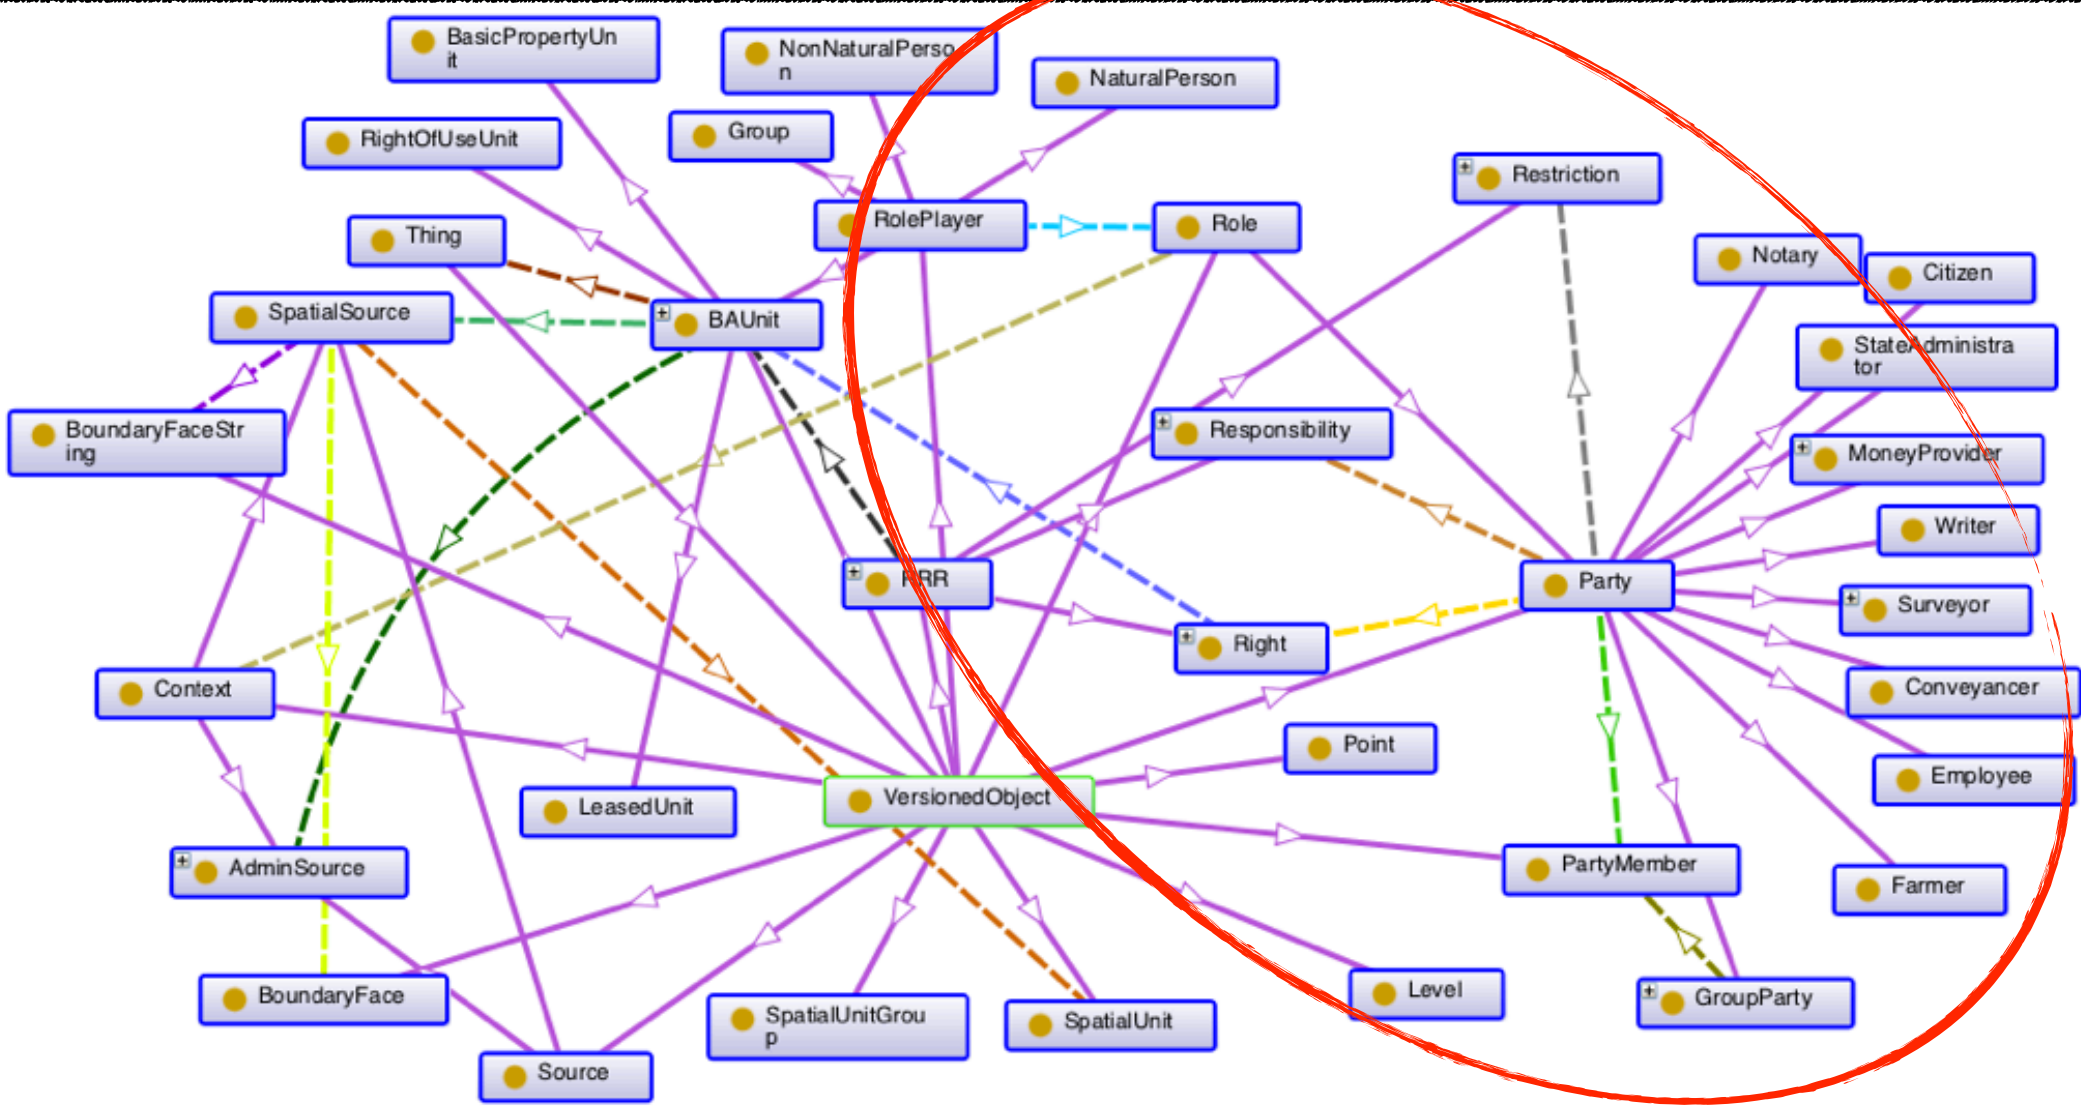 BasicPropertyUn
it
NonNaturalPerso
n
NaturalPerson
Group
RightOfUseUnit
Restriction
RolePlayer
Role
Thing
Notary
Citizen
SpatialSource
BAUnit
StateAdministra
tor
BoundaryFaceStr
ing
Responsibility
MoneyProvider
Writer
RRR
Party
Surveyor
Right
Context
Conveyancer
Point
Employee
LeasedUnit
VersionedObject
AdminSource
PartyMember
Farmer
BoundaryFace
SpatialUnitGrou
p
SpatialUnit
Level
GroupParty
Source